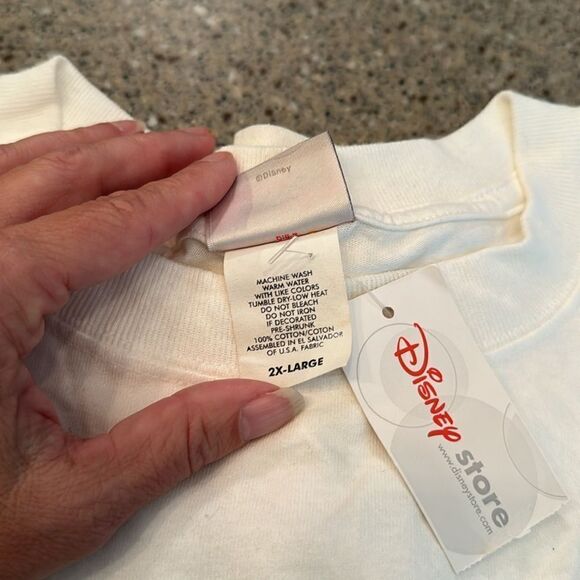 ©Disney
MACHINE WASH
WARM WATER
WITH LIKE COLORS
TUMBLE DRY-LOW HEAT
DO NOT BLEACH
DO NOT IRON
IF DECORATED
PRE-SHRUNK
100% COTTON/COTON
ASSEMBLED IN EL SALVADOR
of U.S.A. FABRIC
2X-LARGE
DISNEY store
www.disneystore.com